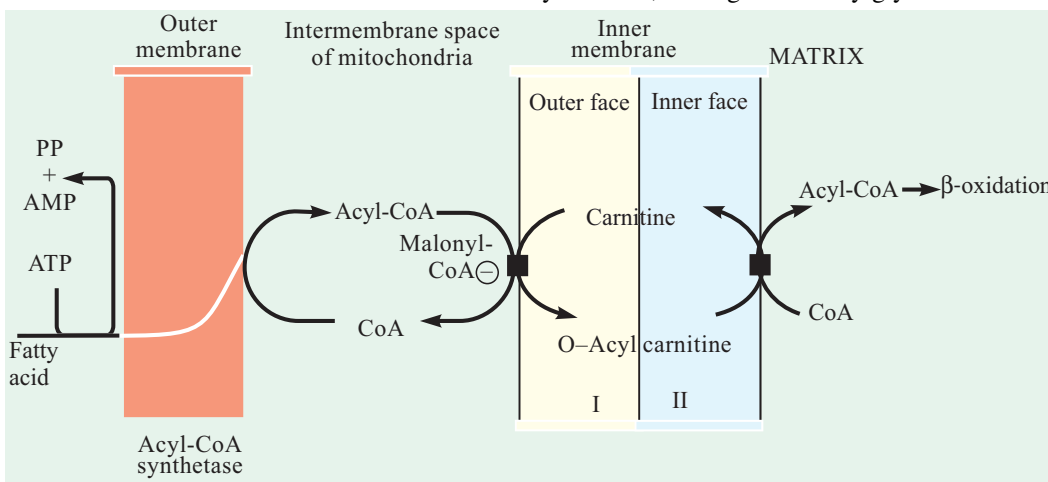 Outer
membrane
Intermembrane space
of mitochondria
Inner
membrane
MATRIX
Outer face
Inner face
PP
+
AMP
ATP
Fatty
acid
Acyl-CoA
Malonyl-
CoA⊖
CoA
Carnitine
O–Acyl carnitine
I
II
Acyl-CoA
β-oxidation
CoA
Acyl-CoA
synthetase